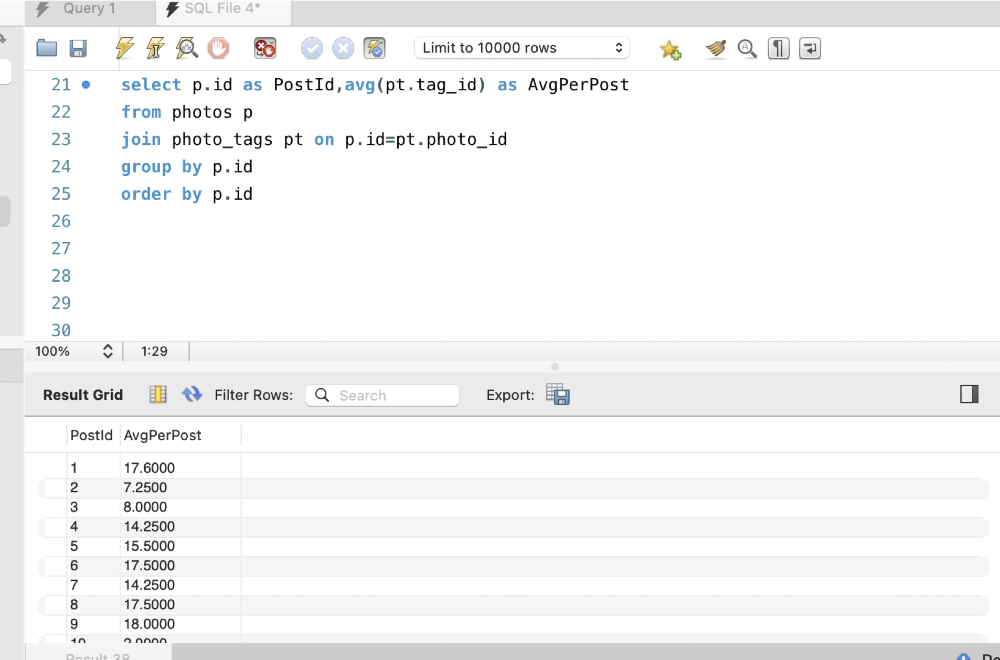 Query 1
SQL File 4*
Limit to 10000 rows
21 select p.id as PostId,avg(pt.tag_id) as AvgPerPost
22 from photos p
23 join photo_tags pt on p.id=pt.photo_id
24 group by p.id
25 order by p.id
26
27
28
29
30
100% 1:29
Result Grid Filter Rows: Search Export:
PostId AvgPerPost
1 17.6000
2 7.2500
3 8.0000
4 14.2500
5 15.5000
6 17.5000
7 14.2500
8 17.5000
9 18.0000
10 2.0000
Result 38